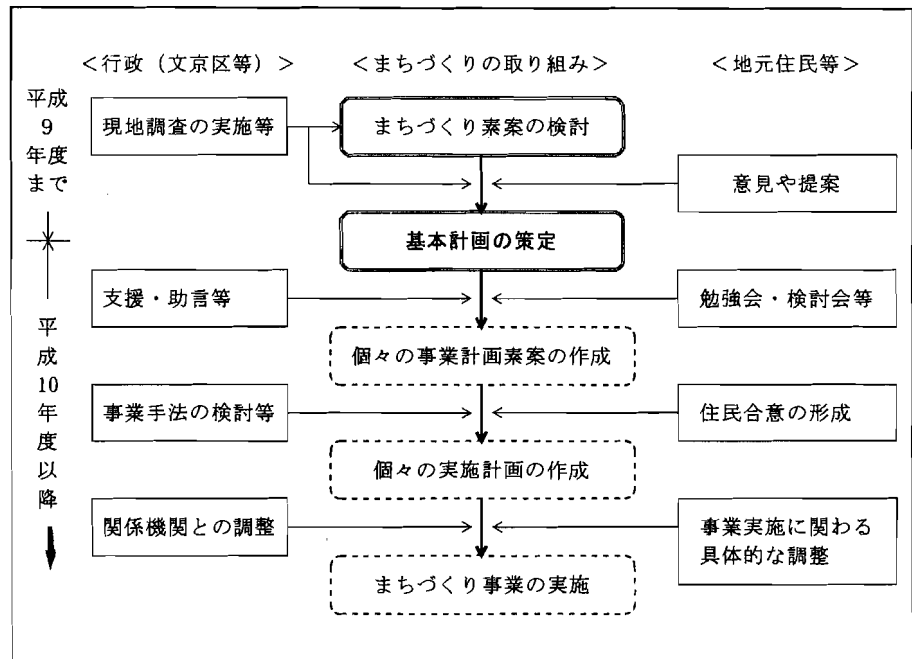 <行政（文京区等）>
<まちづくりの取り組み>
<地元住民等>
平成
9
年度
まで
現地調査の実施等
まちづくり素案の検討
意見や提案
基本計画の策定
平
成
10
年
度
以
降
支援・助言等
勉強会・検討会等
個々の事業計画素案の作成
事業手法の検討等
住民合意の形成
個々の実施計画の作成
関係機関との調整
事業実施に関わる
具体的な調整
まちづくり事業の実施